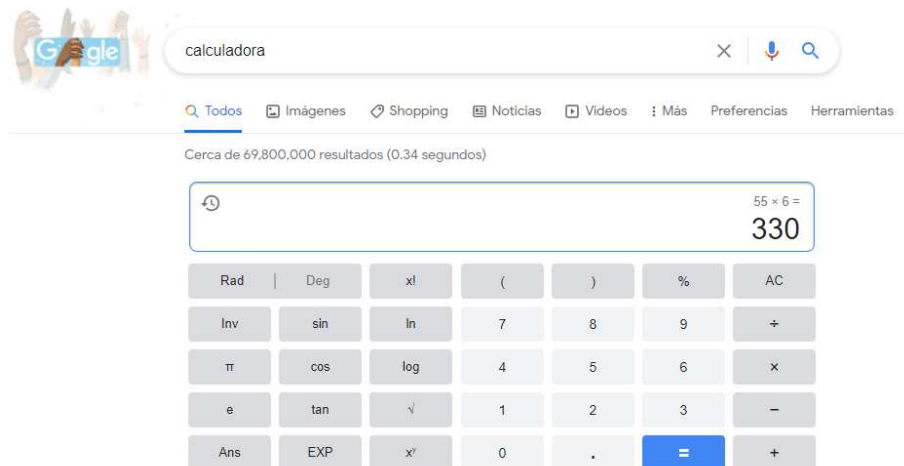 Google
calculadora
Todos Imágenes Shopping Noticias Videos Más Preferencias Herramientas
Cerca de 69,800,000 resultados (0.34 segundos)
55 × 6 =
330
Rad | Deg x! ( ) % AC
Inv sin ln 7 8 9 ÷
π cos log 4 5 6 ×
e tan √ 1 2 3 −
Ans EXP xʸ 0 . = +